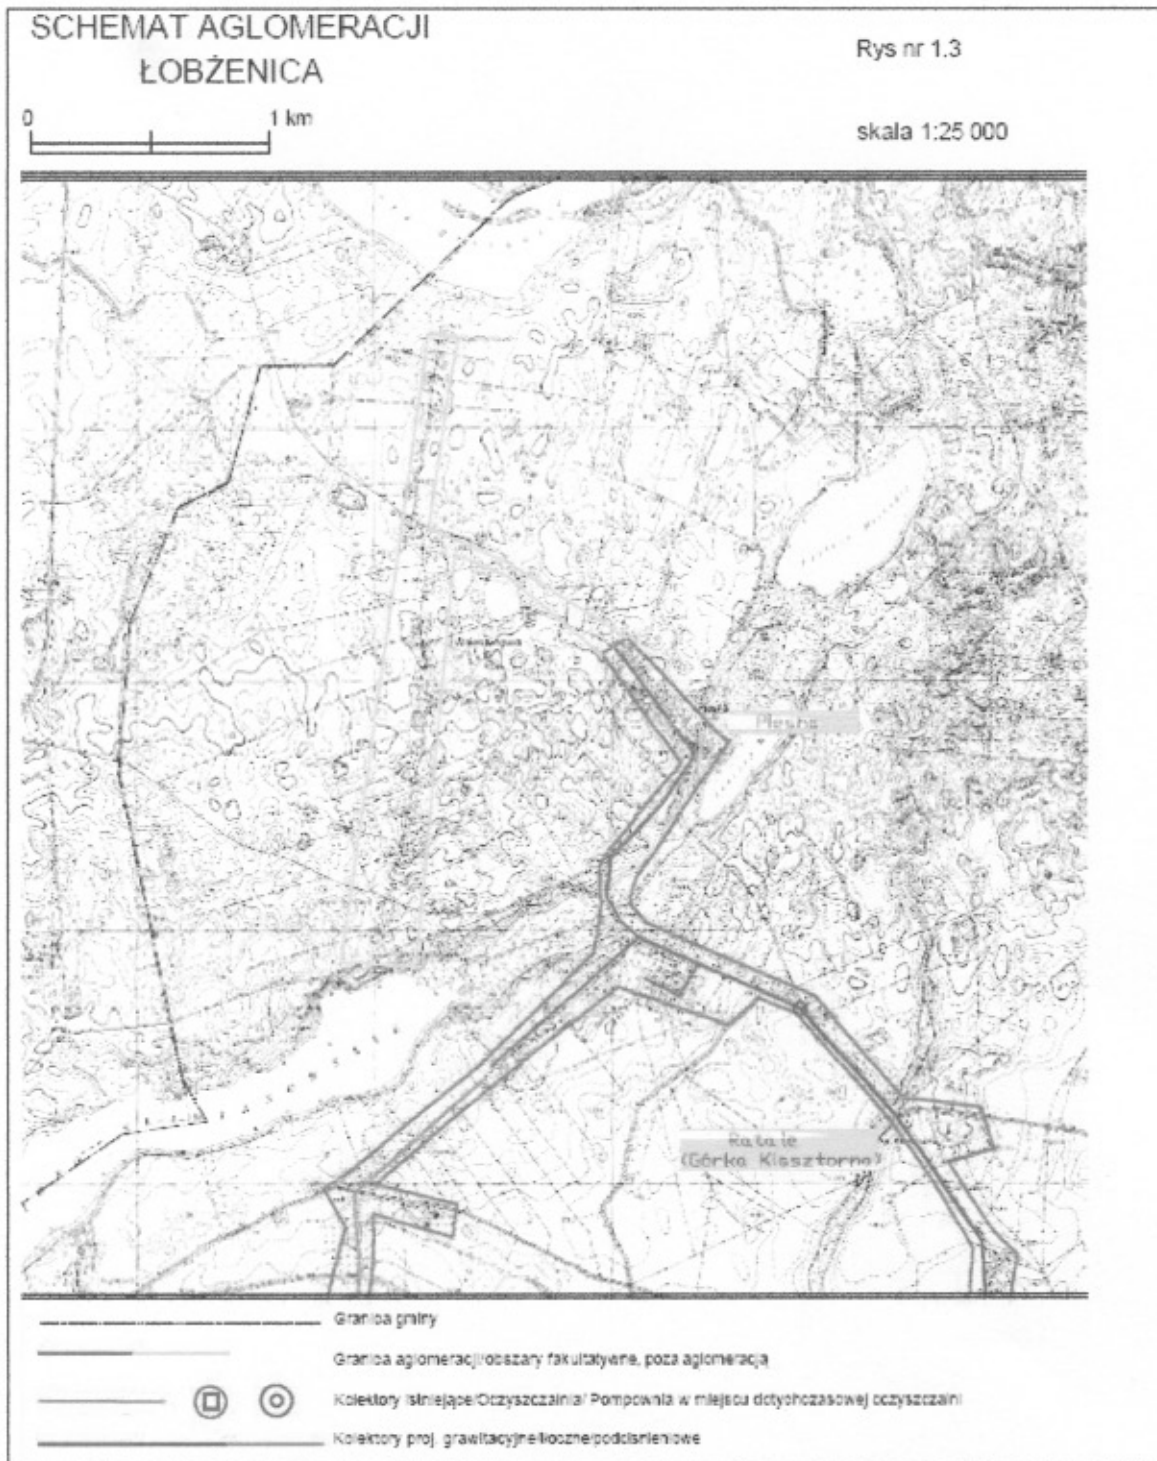 SCHEMAT AGLOMERACJI
ŁOBŻENICA
Rys nr 1.3
0 1 km
skala 1:25 000
Plesno
Rataje
(Górka Klasztorna)
Granica gminy
Granica aglomeracji/obszary fakultatywne, poza aglomeracją
Kolektory istniejące/Oczyszczalnia/ Pompownia w miejscu dotychczasowej oczyszczalni
Kolektory proj. grawitacyjne/tłoczne/podciśnieniowe